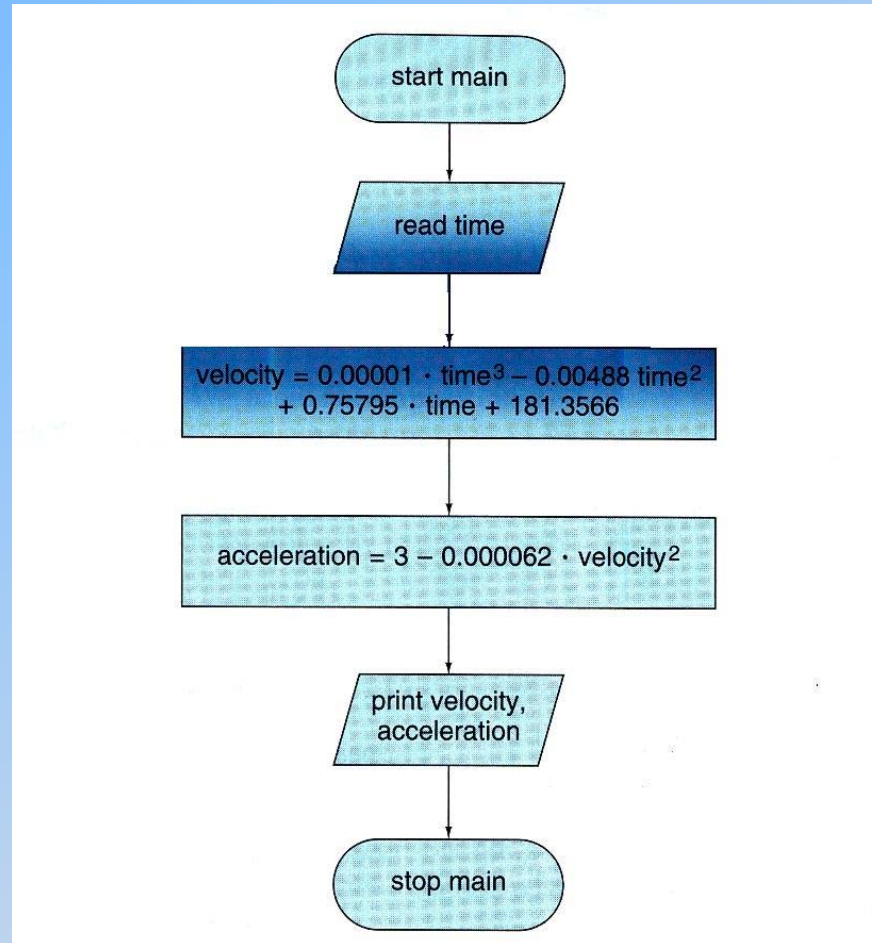 start main
read time
velocity = 0.00001 · time³ – 0.00488 time²
+ 0.75795 · time + 181.3566
acceleration = 3 – 0.000062 · velocity²
print velocity,
acceleration
stop main